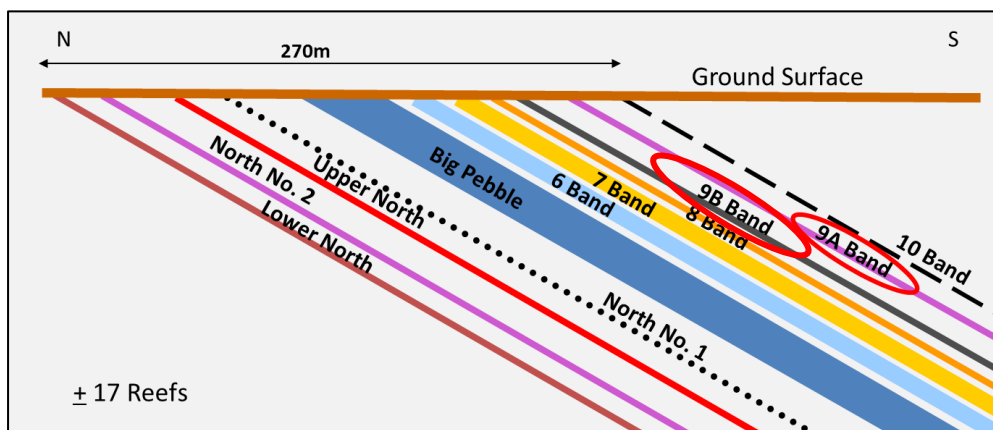 N
S
270m
Ground Surface
North No. 2
Upper North
Lower North
Big Pebble
6 Band
7 Band
8 Band
9B Band
9A Band
10 Band
North No. 1
± 17 Reefs